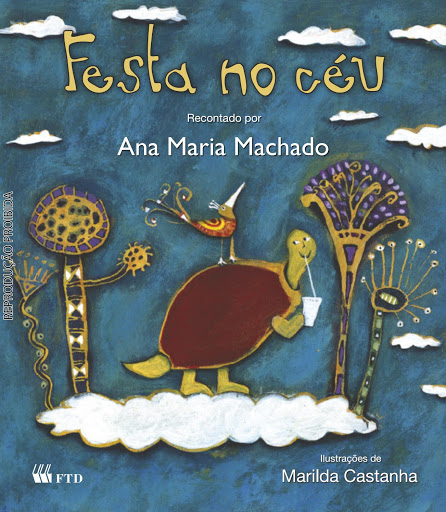 Festa no céu
Recontado por
Ana Maria Machado
REPRODUÇÃO PROIBIDA
Ilustrações de
Marilda Castanha
FTD